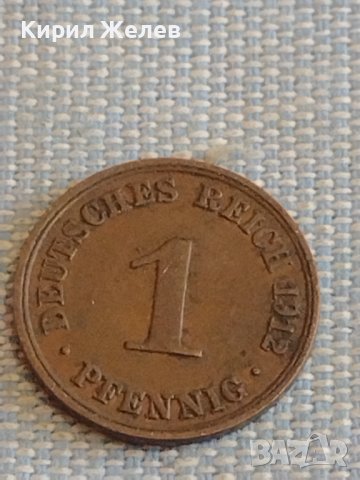 Кирил Желев
DEUTSCHES REICH 1912
1
· PFENNIG ·
BAZAR